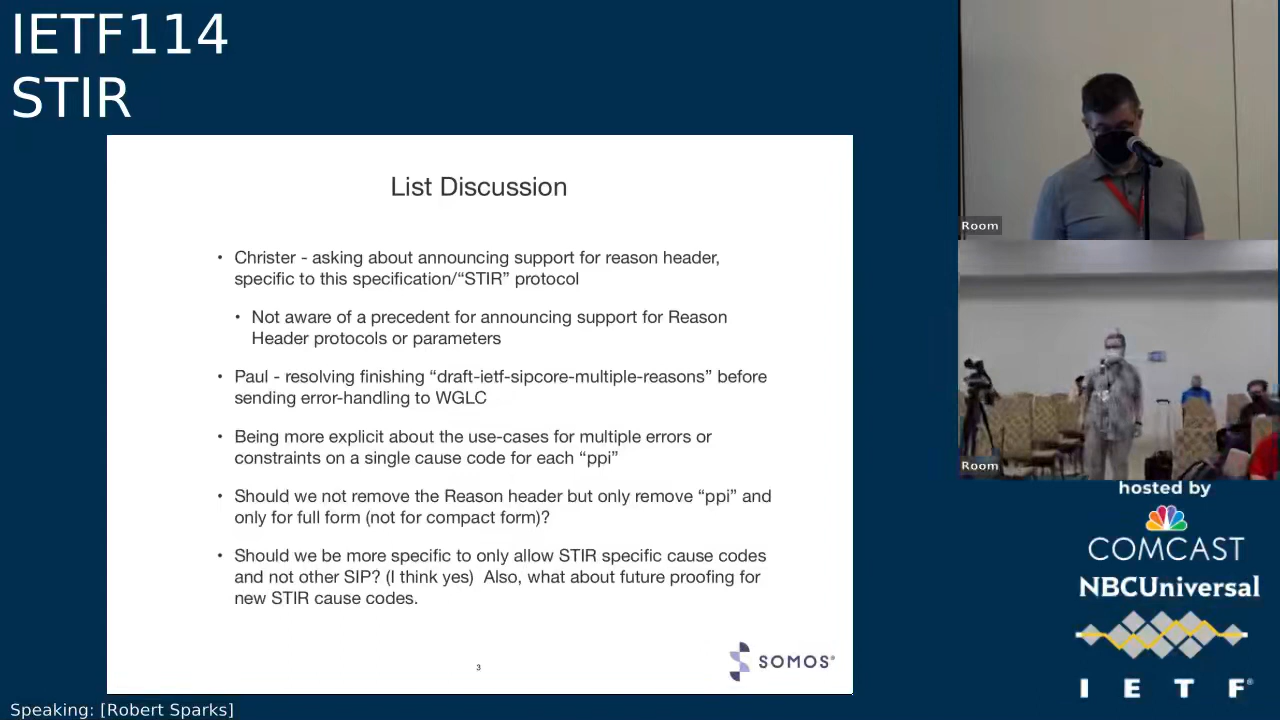 IETF114
STIR
List Discussion
• Christer - asking about announcing support for reason header,
specific to this specification/“STIR” protocol
• Not aware of a precedent for announcing support for Reason
Header protocols or parameters
• Paul - resolving finishing “draft-ietf-sipcore-multiple-reasons” before
sending error-handling to WGLC
• Being more explicit about the use-cases for multiple errors or
constraints on a single cause code for each “ppi”
• Should we not remove the Reason header but only remove “ppi” and
only for full form (not for compact form)?
• Should we be more specific to only allow STIR specific cause codes
and not other SIP? (I think yes)  Also, what about future proofing for
new STIR cause codes.
3
SOMOS®
Room
Room
hosted by
COMCAST
NBCUniversal
I E T F®
Speaking: [Robert Sparks]